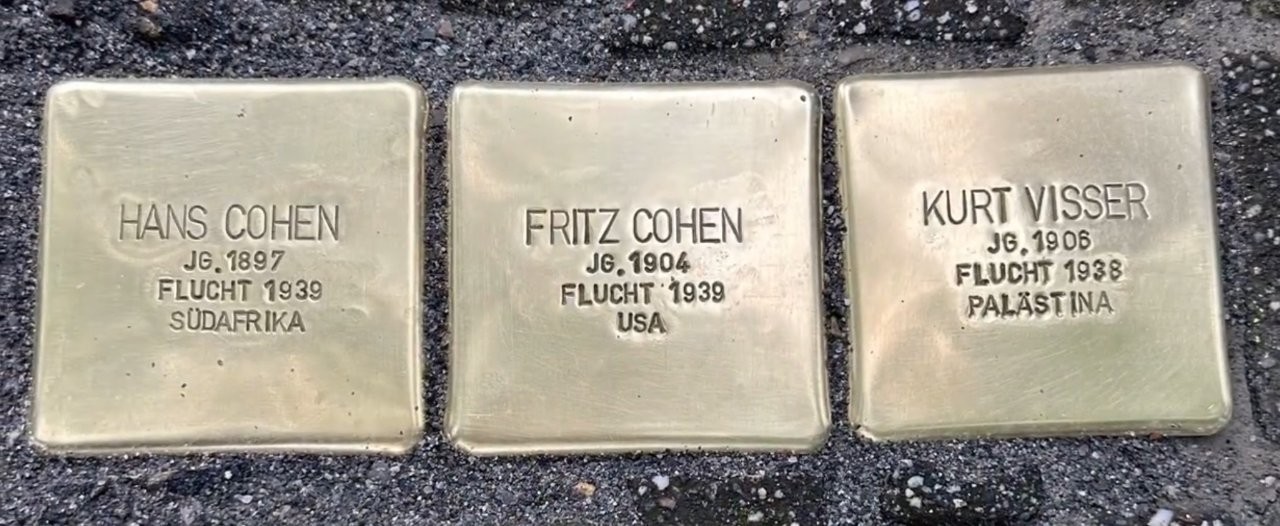 HANS COHEN
JG. 1897
FLUCHT 1939
SÜDAFRIKA
FRITZ COHEN
JG. 1904
FLUCHT 1939
USA
KURT VISSER
JG. 1906
FLUCHT 1938
PALÄSTINA